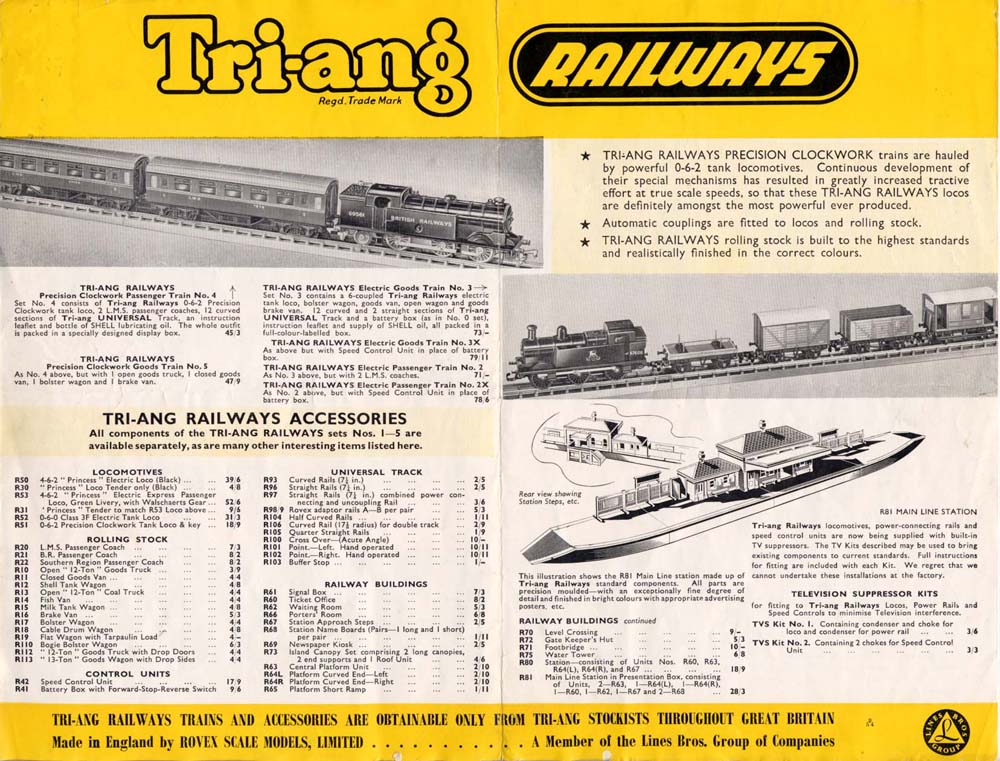 Tri-ang
Regd. Trade Mark
RAILWAYS
69561
BRITISH RAILWAYS
★ TRI-ANG RAILWAYS PRECISION CLOCKWORK trains are hauled
by powerful 0-6-2 tank locomotives. Continuous development of
their special mechanisms has resulted in greatly increased tractive
effort at true scale speeds, so that these TRI-ANG RAILWAYS locos
are definitely amongst the most powerful ever produced.
★ Automatic couplings are fitted to locos and rolling stock.
★ TRI-ANG RAILWAYS rolling stock is built to the highest standards
and realistically finished in the correct colours.
TRI-ANG RAILWAYS
Precision Clockwork Passenger Train No. 4
Set No. 4 consists of Tri-ang Railways 0-6-2 Precision
Clockwork tank loco, 2 L.M.S. passenger coaches, 12 curved
sections of Tri-ang UNIVERSAL Track, an instruction
leaflet and bottle of SHELL lubricating oil. The whole outfit
is packed in a specially designed display box. 45/3
TRI-ANG RAILWAYS
Precision Clockwork Goods Train No. 5
As No. 4 above, but with 1 open goods truck, 1 closed goods
van, 1 bolster wagon and 1 brake van. 47/9
TRI-ANG RAILWAYS Electric Goods Train No. 3
Set No. 3 contains a 6-coupled Tri-ang Railways electric
tank loco, bolster wagon, goods van, open wagon and goods
brake van. 12 curved and 2 straight sections of Tri-ang
UNIVERSAL Track and a battery box (as in No. 0 set),
instruction leaflet and supply of SHELL oil, all packed in a
full-colour-labelled box. 73/-
TRI-ANG RAILWAYS Electric Goods Train No. 3X
As above but with Speed Control Unit in place of battery
box. 79/11
TRI-ANG RAILWAYS Electric Passenger Train No. 2
As No. 3 above, but with 2 L.M.S. coaches. 71/-
TRI-ANG RAILWAYS Electric Passenger Train No. 2X
As No. 2 above, but with Speed Control Unit in place of
battery box. 78/6
TRI-ANG RAILWAYS ACCESSORIES
All components of the TRI-ANG RAILWAYS sets Nos. 1—5 are
available separately, as are many other interesting items listed here.
LOCOMOTIVES
R50 4-6-2 "Princess" Electric Loco (Black) ... ... 39/6
R30 "Princess" Loco Tender only (Black) ... ... 4/8
R53 4-6-2 "Princess" Electric Express Passenger
Loco, Green Livery, with Walschaerts Gear ... 52/6
R31 'Princess" Tender to match R53 Loco above ... 9/6
R52 0-6-0 Class 3F Electric Tank Loco ... ... 31/3
R51 0-6-2 Precision Clockwork Tank Loco & key ... 18/9
ROLLING STOCK
R20 L.M.S. Passenger Coach ... ... ... 7/3
R21 B.R. Passenger Coach ... ... ... 8/2
R22 Southern Region Passenger Coach ... ... 8/2
R10 Open "12-Ton" Goods Truck ... ... 3/9
R11 Closed Goods Van ... ... ... ... 4/4
R12 Shell Tank Wagon ... ... ... ... 4/8
R13 Open "12-Ton" Coal Truck ... ... ... 4/4
R14 Fish Van ... ... ... ... ... 4/4
R15 Milk Tank Wagon ... ... ... ... 4/8
R16 Brake Van ... ... ... ... ... 5/3
R17 Bolster Wagon ... ... ... ... 4/4
R18 Cable Drum Wagon ... ... ... ... 4/8
R19 Flat Wagon with Tarpaulin Load ... ... 4/-
R110 Bogie Bolster Wagon ... ... ... 6/3
R112 "12-Ton" Goods Truck with Drop Doors ... 4/4
R113 "13-Ton" Goods Wagon with Drop Sides ... 4/4
CONTROL UNITS
R42 Speed Control Unit ... ... ... ... 17/9
R41 Battery Box with Forward-Stop-Reverse Switch 9/6
UNIVERSAL TRACK
R93 Curved Rails (7¼ in.) ... ... ... 2/5
R96 Straight Rails (7¼ in.) ... ... ... 2/5
R97 Straight Rails (7¼ in.) combined power con-
necting and uncoupling Rail ... ... 3/6
R98/9 Rovex adaptor rails A—B per pair ... ... 5/3
R104 Half Curved Rails ... ... ... ... 1/11
R106 Curved Rail (17⅞ radius) for double track ... 2/9
R105 Quarter Straight Rails ... ... ... 1/9
R100 Cross Over—(Acute Angle) ... ... 10/-
R101 Point.—Left. Hand operated ... ... 10/11
R102 Point.—Right. Hand operated ... ... 10/11
R103 Buffer Stop ... ... ... ... ... 1/-
RAILWAY BUILDINGS
R61 Signal Box ... ... ... ... ... 7/3
R60 Ticket Office ... ... ... ... 8/2
R62 Waiting Room ... ... ... ... 5/3
R66 Porters' Room ... ... ... ... 6/8
R67 Station Approach Steps ... ... ... 2/5
R68 Station Name Boards (Pairs—1 long and 1 short)
per pair ... ... ... ... ... 1/11
R69 Newspaper Kiosk ... ... ... ... 2/5
R73 Island Canopy Set comprising 2 long canopies,
2 end supports and 1 Roof Unit ... ... 4/6
R63 Central Platform Unit ... ... ... 2/10
R64L Platform Curved End—Left ... ... 2/10
R64R Platform Curved End—Right ... ... 2/10
R65 Platform Short Ramp ... ... ... 1/11
Rear view showing
Station Steps, etc.
R81 MAIN LINE STATION
This illustration shows the R81 Main Line station made up of
Tri-ang Railways standard components. All parts are
precision moulded—with an exceptionally fine degree of
detail and finished in bright colours with appropriate advertising
posters, etc.
RAILWAY BUILDINGS continued
R70 Level Crossing ... ... ... ... 9/-
R72 Gate Keeper's Hut ... ... ... ... 5/3
R71 Footbridge ... ... ... ... ... 10/-
R75 Water Tower ... ... ... ... 6/8
R80 Station—consisting of Units Nos. R60, R63,
R64(L), R64(R), and R67 ... ... ... 18/9
R81 Main Line Station in Presentation Box, consisting
of Units, 2—R63, 1—R64(L), 1—R64(R),
1—R60, 1—R62, 1—R67 and 2—R68 ... 28/3
Tri-ang Railways locomotives, power-connecting rails and
speed control units are now being supplied with built-in
TV suppressors. The TV Kits described may be used to bring
existing components to current standards. Full instructions
for fitting are included with each Kit. We regret that we
cannot undertake these installations at the factory.
TELEVISION SUPPRESSOR KITS
for fitting to Tri-ang Railways Locos, Power Rails and
Speed Controls to minimise Television interference.
TVS Kit No. 1. Containing condenser and choke for
loco and condenser for power rail ... 3/6
TVS Kit No. 2. Containing 2 chokes for Speed Control
Unit ... ... ... ... ... 3/3
TRI-ANG RAILWAYS TRAINS AND ACCESSORIES ARE OBTAINABLE ONLY FROM TRI-ANG STOCKISTS THROUGHOUT GREAT BRITAIN
Made in England by ROVEX SCALE MODELS, LIMITED . . . . . . . . . . . . A Member of the Lines Bros. Group of Companies
LINES BROS
GROUP